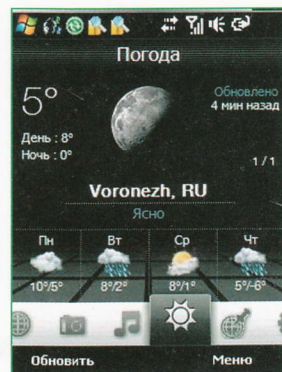 Погода
5°
Обновлено
4 мин назад
День : 8°
Ночь : 0°
1/1
Voronezh, RU
Ясно
Пн Вт Ср Чт
10°/5° 8°/2° 8°/1° 5°/-6°
Обновить Меню